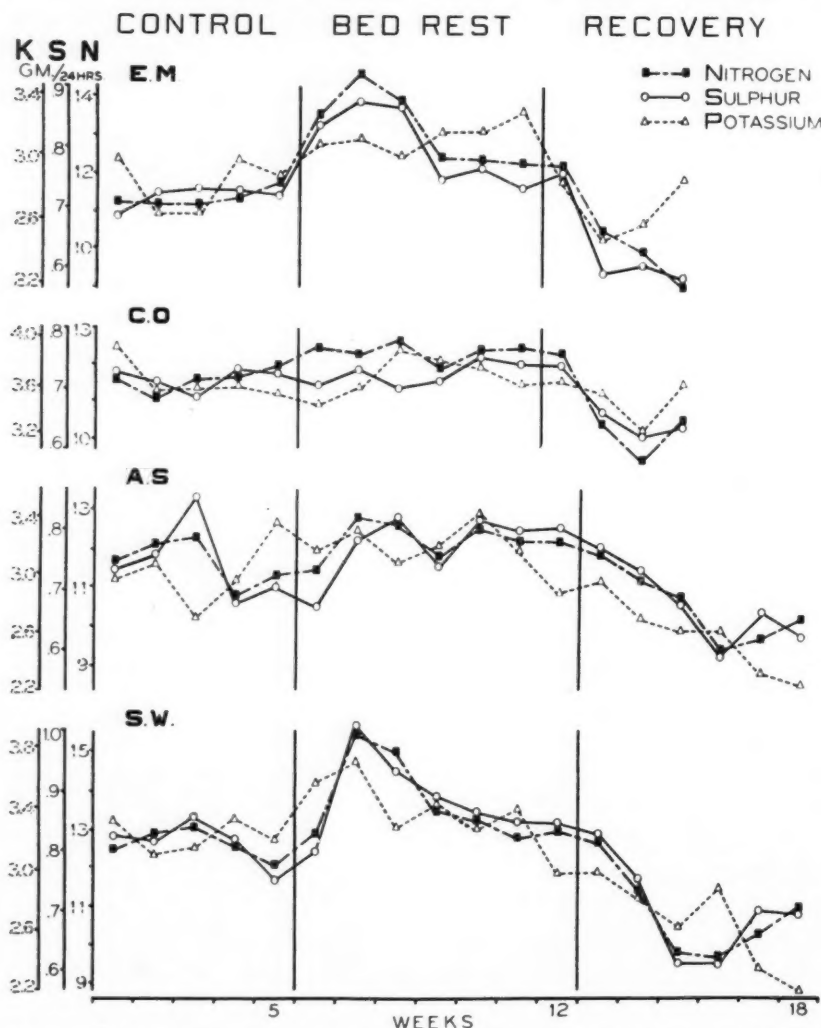 CONTROL BED REST RECOVERY
K S N
GM/24HRS.
E.M
NITROGEN
SULPHUR
POTASSIUM
3.4 .9 14
3.0 .8 12
2.6 .7
10
2.2 .6
C.O
4.0 .8 13
3.6 .7
3.2 .6 10
A.S
3.4 .8 13
3.0 .7 11
2.6 .6
2.2 9
S.W.
3.8 1.0 15
3.4 .9
3.0 .8 13
2.6 .7 11
2.2 .6 9
5 12 18
WEEKS